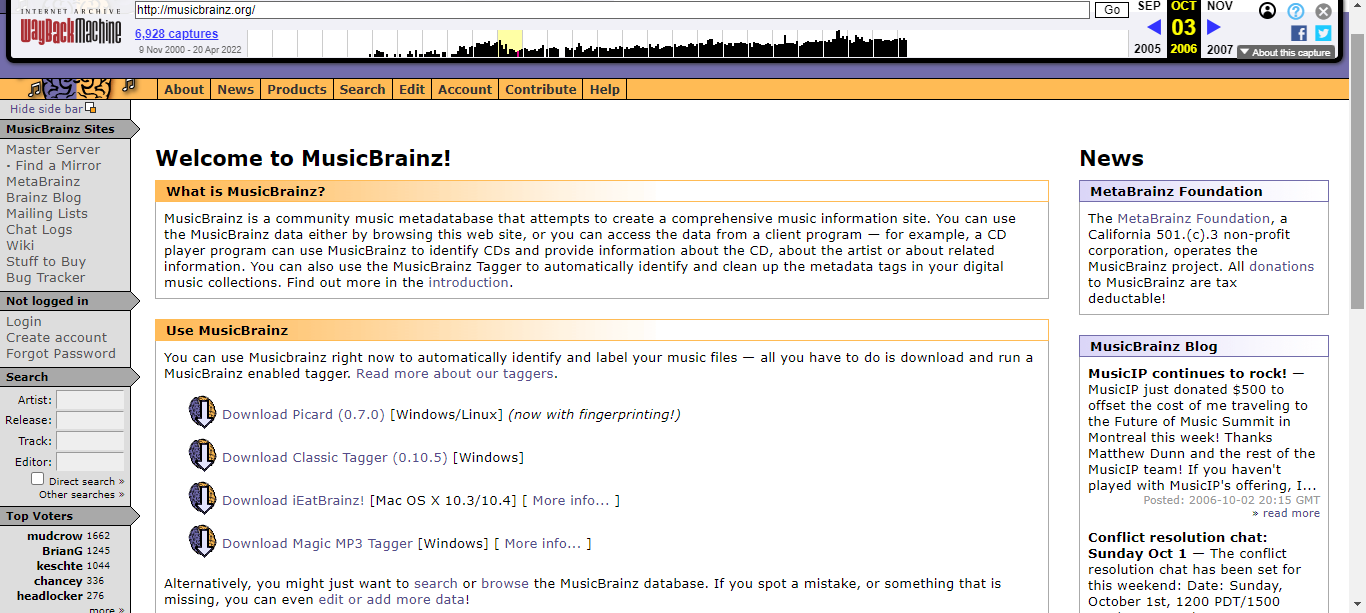 INTERNET ARCHIVE
WayBackMachine
http://musicbrainz.org/
Go
6,928 captures
9 Nov 2000 - 20 Apr 2022
SEP OCT NOV
03
2005 2006 2007
About this capture
About News Products Search Edit Account Contribute Help
Hide side bar
MusicBrainz Sites
Master Server
· Find a Mirror
MetaBrainz
Brainz Blog
Mailing Lists
Chat Logs
Wiki
Stuff to Buy
Bug Tracker
Not logged in
Login
Create account
Forgot Password
Search
Artist:
Release:
Track:
Editor:
Direct search »
Other searches »
Top Voters
mudcrow 1662
BrianG 1245
keschte 1044
chancey 336
headlocker 276
more »
Welcome to MusicBrainz!
What is MusicBrainz?
MusicBrainz is a community music metadatabase that attempts to create a comprehensive music information site. You can use
the MusicBrainz data either by browsing this web site, or you can access the data from a client program — for example, a CD
player program can use MusicBrainz to identify CDs and provide information about the CD, about the artist or about related
information. You can also use the MusicBrainz Tagger to automatically identify and clean up the metadata tags in your digital
music collections. Find out more in the introduction.
Use MusicBrainz
You can use Musicbrainz right now to automatically identify and label your music files — all you have to do is download and run a
MusicBrainz enabled tagger. Read more about our taggers.
Download Picard (0.7.0) [Windows/Linux] (now with fingerprinting!)
Download Classic Tagger (0.10.5) [Windows]
Download iEatBrainz! [Mac OS X 10.3/10.4] [ More info... ]
Download Magic MP3 Tagger [Windows] [ More info... ]
Alternatively, you might just want to search or browse the MusicBrainz database. If you spot a mistake, or something that is
missing, you can even edit or add more data!
News
MetaBrainz Foundation
The MetaBrainz Foundation, a
California 501.(c).3 non-profit
corporation, operates the
MusicBrainz project. All donations
to MusicBrainz are tax
deductable!
MusicBrainz Blog
MusicIP continues to rock! —
MusicIP just donated $500 to
offset the cost of me traveling to
the Future of Music Summit in
Montreal this week! Thanks
Matthew Dunn and the rest of the
MusicIP team! If you haven't
played with MusicIP's offering, I...
Posted: 2006-10-02 20:15 GMT
» read more
Conflict resolution chat:
Sunday Oct 1 — The conflict
resolution chat has been set for
this weekend: Date: Sunday,
October 1st, 1200 PDT/1500